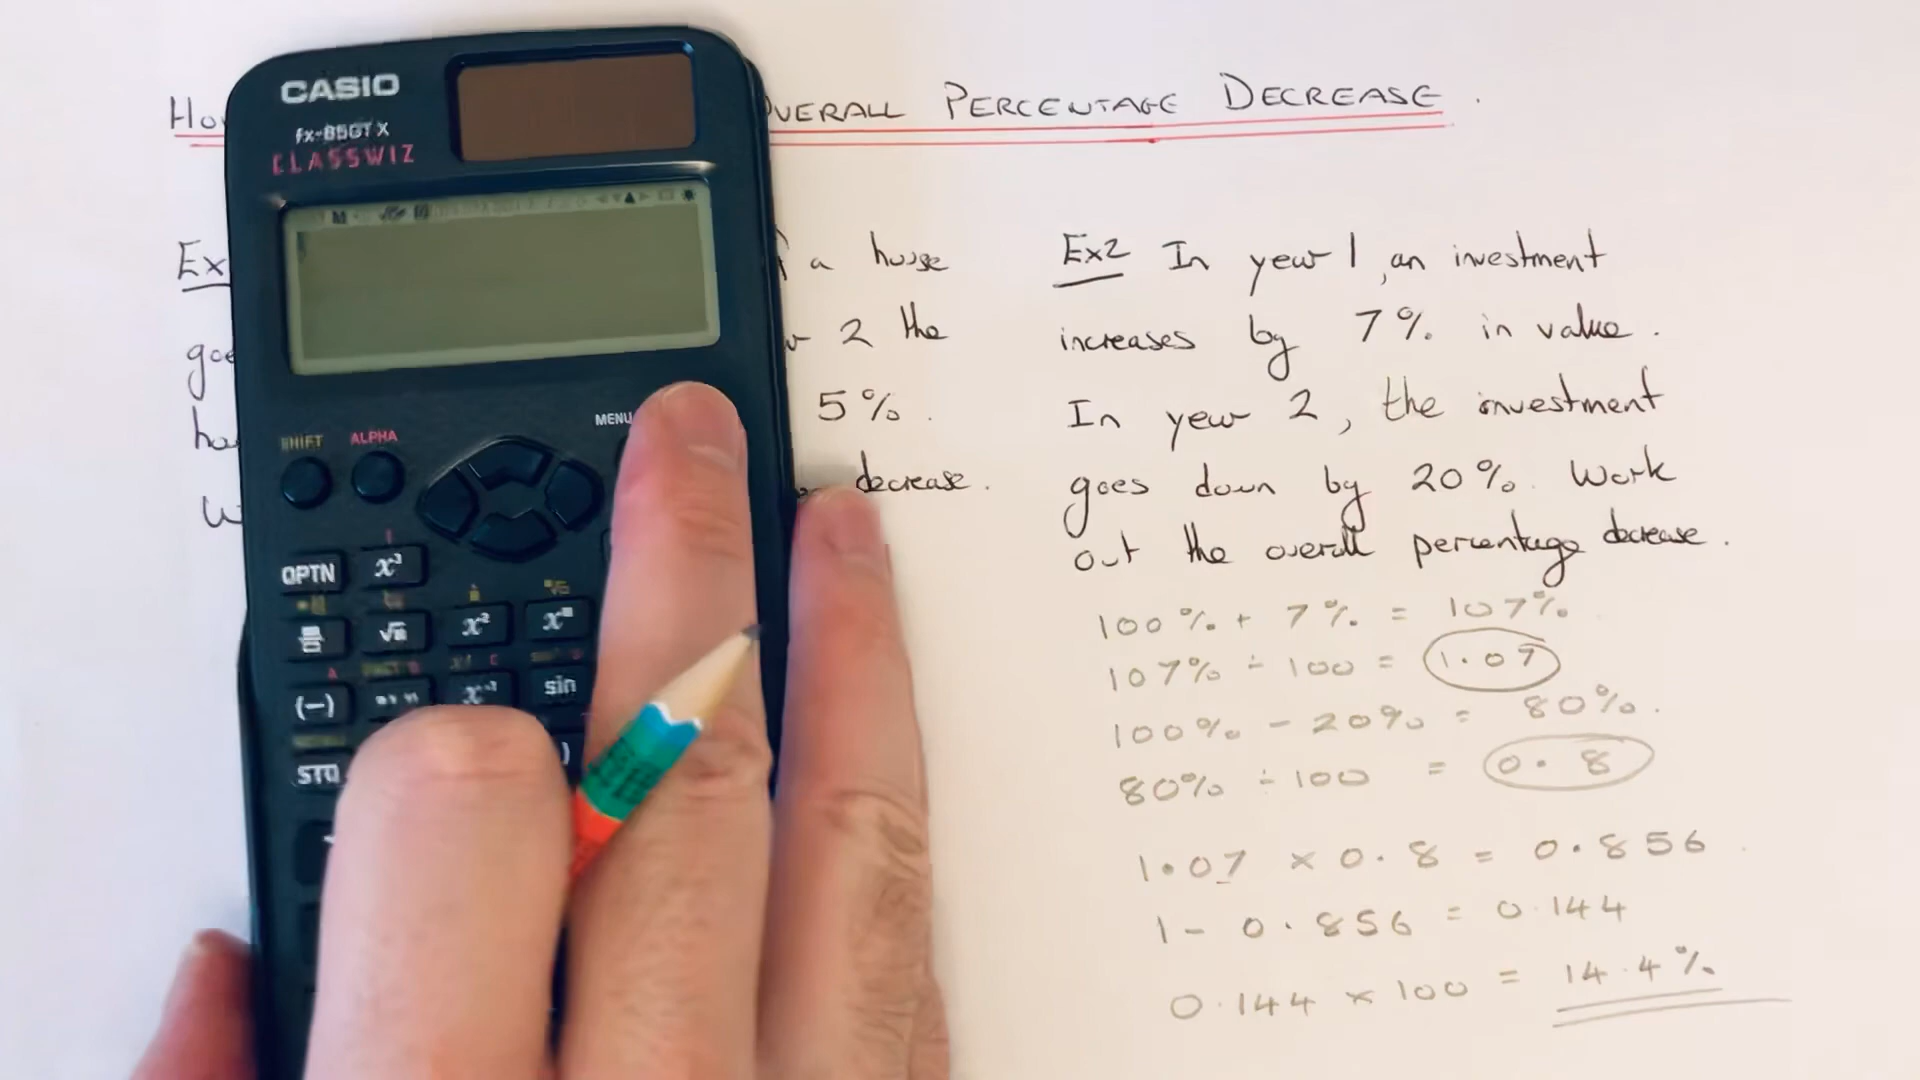 CASIO
fx-85GT X
CLASSWIZ
VERALL PERCENTAGE DECREASE.
Ex
a house
2 the
5%.
decrease.
Ex2 In year 1, an investment
increases by 7% in value.
In year 2, the investment
goes down by 20%. Work
out the overall percentage decrease.
100% + 7% = 107%.
107% ÷ 100 = 1.07
100% - 20% = 80%.
80% ÷ 100 = 0.8
1.07 × 0.8 = 0.856
1 - 0.856 = 0.144
0.144 × 100 = 14.4%
MENU
SHIFT ALPHA
OPTN x³
√ x² x
(−) x⁻¹ sin
STO )